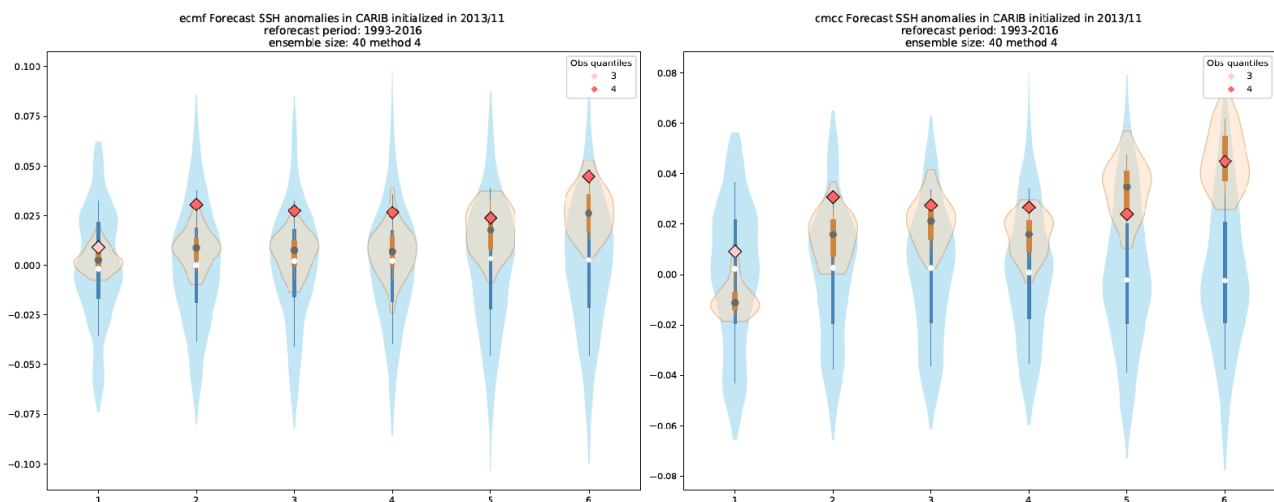 ecmf Forecast SSH anomalies in CARIB initialized in 2013/11
reforecast period: 1993-2016
ensemble size: 40 method 4
Obs quantiles
3
4
0.100
0.075
0.050
0.025
0.000
−0.025
−0.050
−0.075
−0.100
1 2 3 4 5 6
cmcc Forecast SSH anomalies in CARIB initialized in 2013/11
reforecast period: 1993-2016
ensemble size: 40 method 4
Obs quantiles
3
4
0.08
0.06
0.04
0.02
0.00
−0.02
−0.04
−0.06
−0.08
1 2 3 4 5 6